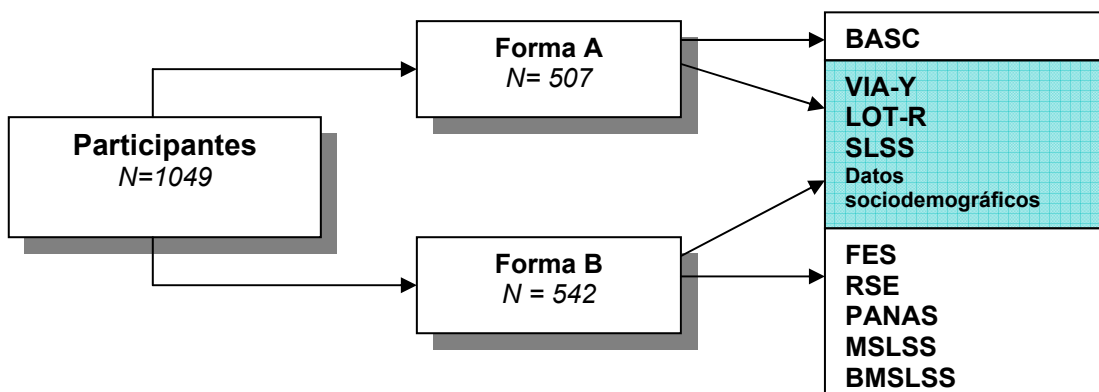 Participantes
N=1049
Forma A
N= 507
Forma B
N = 542
BASC
VIA-Y
LOT-R
SLSS
Datos
sociodemográficos
FES
RSE
PANAS
MSLSS
BMSLSS